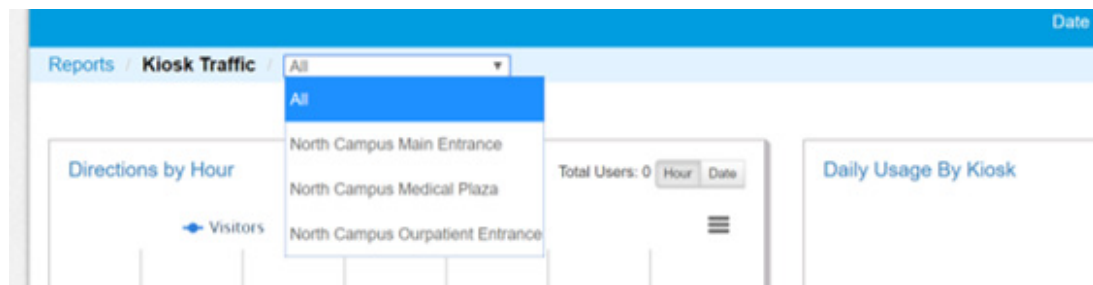 Date
Reports / Kiosk Traffic / All
All
North Campus Main Entrance
North Campus Medical Plaza
North Campus Ourpatient Entrance
Directions by Hour
Total Users: 0 Hour Date
Visitors
Daily Usage By Kiosk